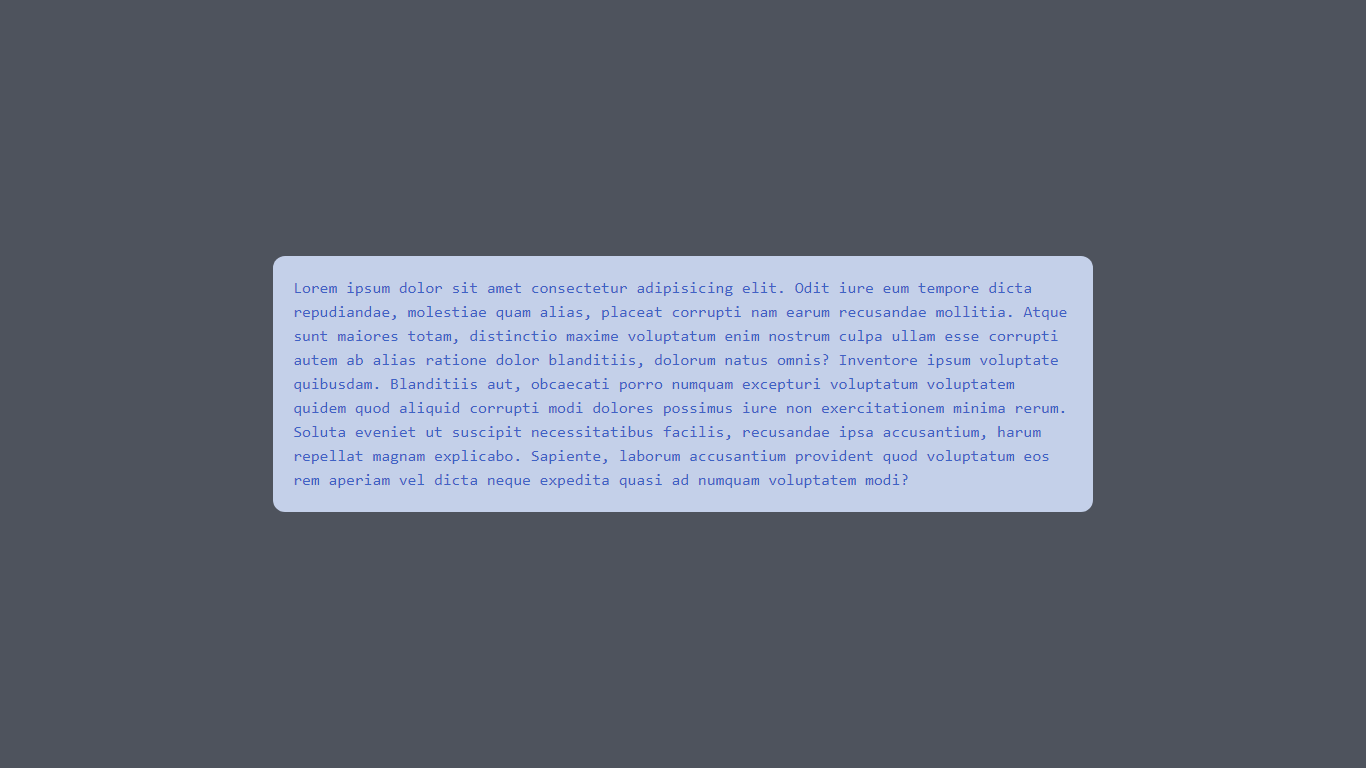 Lorem ipsum dolor sit amet consectetur adipisicing elit. Odit iure eum tempore dicta
repudiandae, molestiae quam alias, placeat corrupti nam earum recusandae mollitia. Atque
sunt maiores totam, distinctio maxime voluptatum enim nostrum culpa ullam esse corrupti
autem ab alias ratione dolor blanditiis, dolorum natus omnis? Inventore ipsum voluptate
quibusdam. Blanditiis aut, obcaecati porro numquam excepturi voluptatum voluptatem
quidem quod aliquid corrupti modi dolores possimus iure non exercitationem minima rerum.
Soluta eveniet ut suscipit necessitatibus facilis, recusandae ipsa accusantium, harum
repellat magnam explicabo. Sapiente, laborum accusantium provident quod voluptatum eos
rem aperiam vel dicta neque expedita quasi ad numquam voluptatem modi?